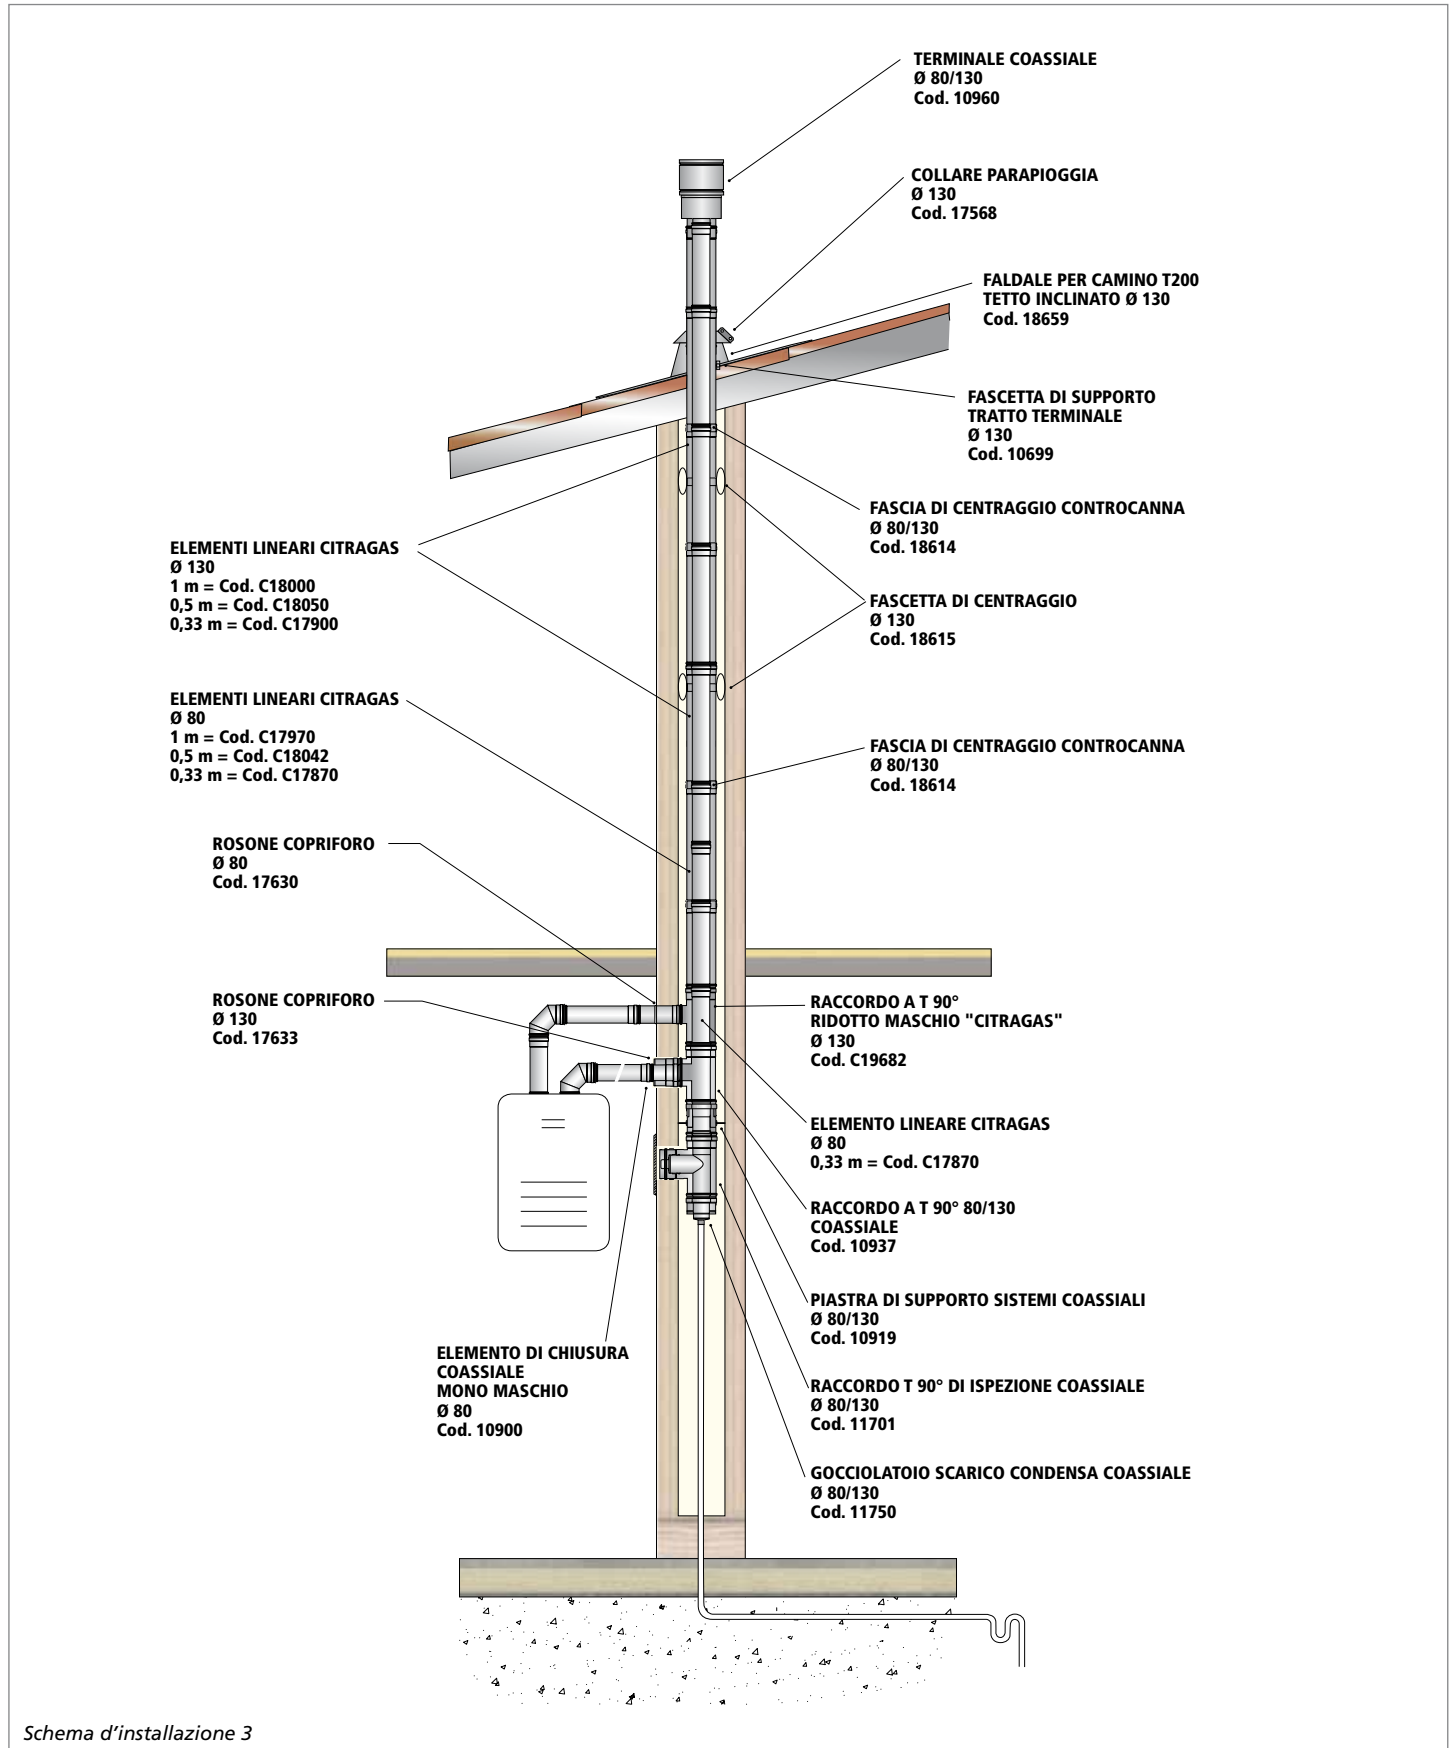 TERMINALE COASSIALE
Ø 80/130
Cod. 10960
COLLARE PARAPIOGGIA
Ø 130
Cod. 17568
FALDALE PER CAMINO T200
TETTO INCLINATO Ø 130
Cod. 18659
FASCETTA DI SUPPORTO
TRATTO TERMINALE
Ø 130
Cod. 10699
FASCIA DI CENTRAGGIO CONTROCANNA
Ø 80/130
Cod. 18614
ELEMENTI LINEARI CITRAGAS
Ø 130
1 m = Cod. C18000
0,5 m = Cod. C18050
0,33 m = Cod. C17900
FASCETTA DI CENTRAGGIO
Ø 130
Cod. 18615
ELEMENTI LINEARI CITRAGAS
Ø 80
1 m = Cod. C17970
0,5 m = Cod. C18042
0,33 m = Cod. C17870
FASCIA DI CENTRAGGIO CONTROCANNA
Ø 80/130
Cod. 18614
ROSONE COPRIFORO
Ø 80
Cod. 17630
ROSONE COPRIFORO
Ø 130
Cod. 17633
RACCORDO A T 90°
RIDOTTO MASCHIO "CITRAGAS"
Ø 130
Cod. C19682
ELEMENTO LINEARE CITRAGAS
Ø 80
0,33 m = Cod. C17870
RACCORDO A T 90° 80/130
COASSIALE
Cod. 10937
PIASTRA DI SUPPORTO SISTEMI COASSIALI
Ø 80/130
Cod. 10919
ELEMENTO DI CHIUSURA
COASSIALE
MONO MASCHIO
Ø 80
Cod. 10900
RACCORDO T 90° DI ISPEZIONE COASSIALE
Ø 80/130
Cod. 11701
GOCCIOLATOIO SCARICO CONDENSA COASSIALE
Ø 80/130
Cod. 11750
Schema d'installazione 3